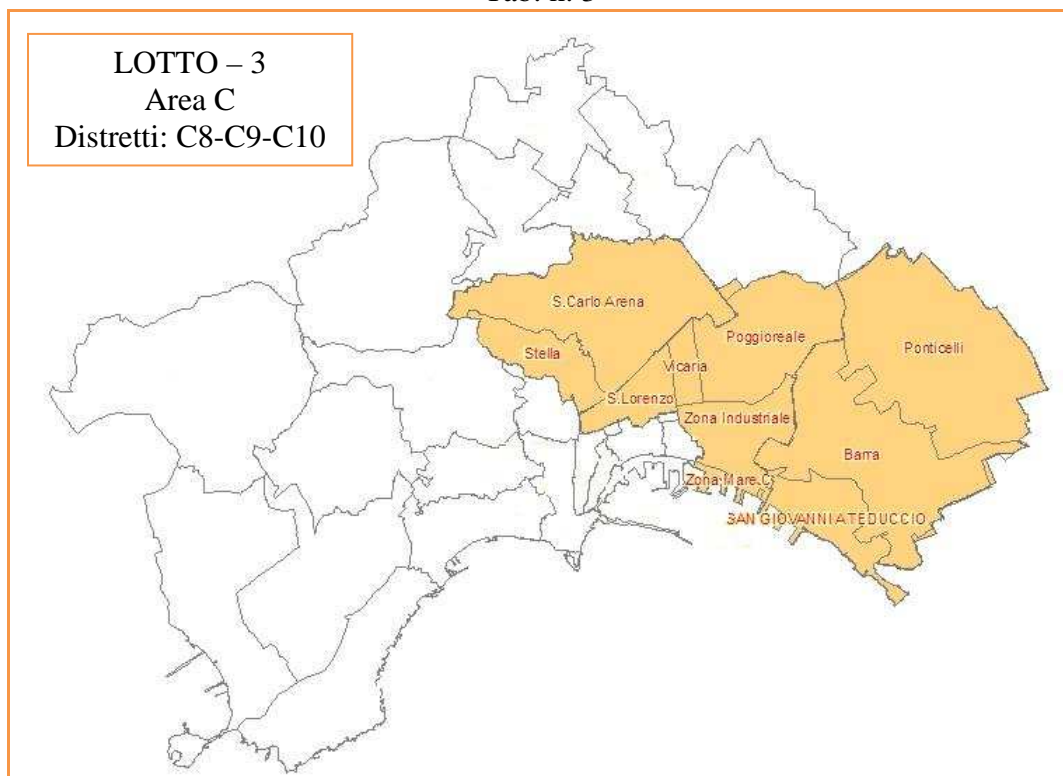 Tab. n. 3
LOTTO – 3
Area C
Distretti: C8-C9-C10
S.Carlo Arena
Poggioreale
Stella
Ponticelli
Vicaria
S.Lorenzo
Zona Industriale
Barra
Zona Mare C
SAN GIOVANNI A TEDUCCIO